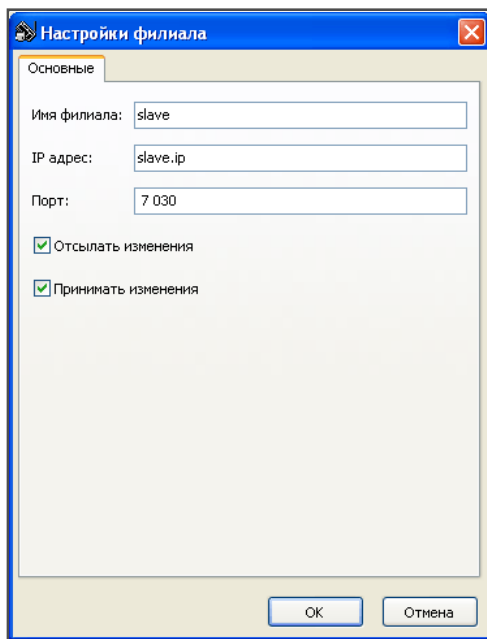 Настройки филиала
Основные
Имя филиала: slave
IP адрес: slave.ip
Порт: 7 030
Отсылать изменения
Принимать изменения
OK Отмена